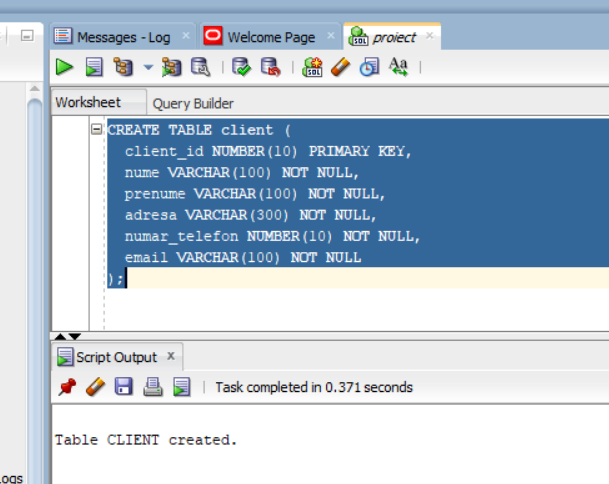 Messages - Log × Welcome Page × proiect ×
SQL Aa
Worksheet Query Builder
CREATE TABLE client (
client_id NUMBER(10) PRIMARY KEY,
nume VARCHAR(100) NOT NULL,
prenume VARCHAR(100) NOT NULL,
adresa VARCHAR(300) NOT NULL,
numar_telefon NUMBER(10) NOT NULL,
email VARCHAR(100) NOT NULL
);
Script Output ×
Task completed in 0.371 seconds
Table CLIENT created.
ogs